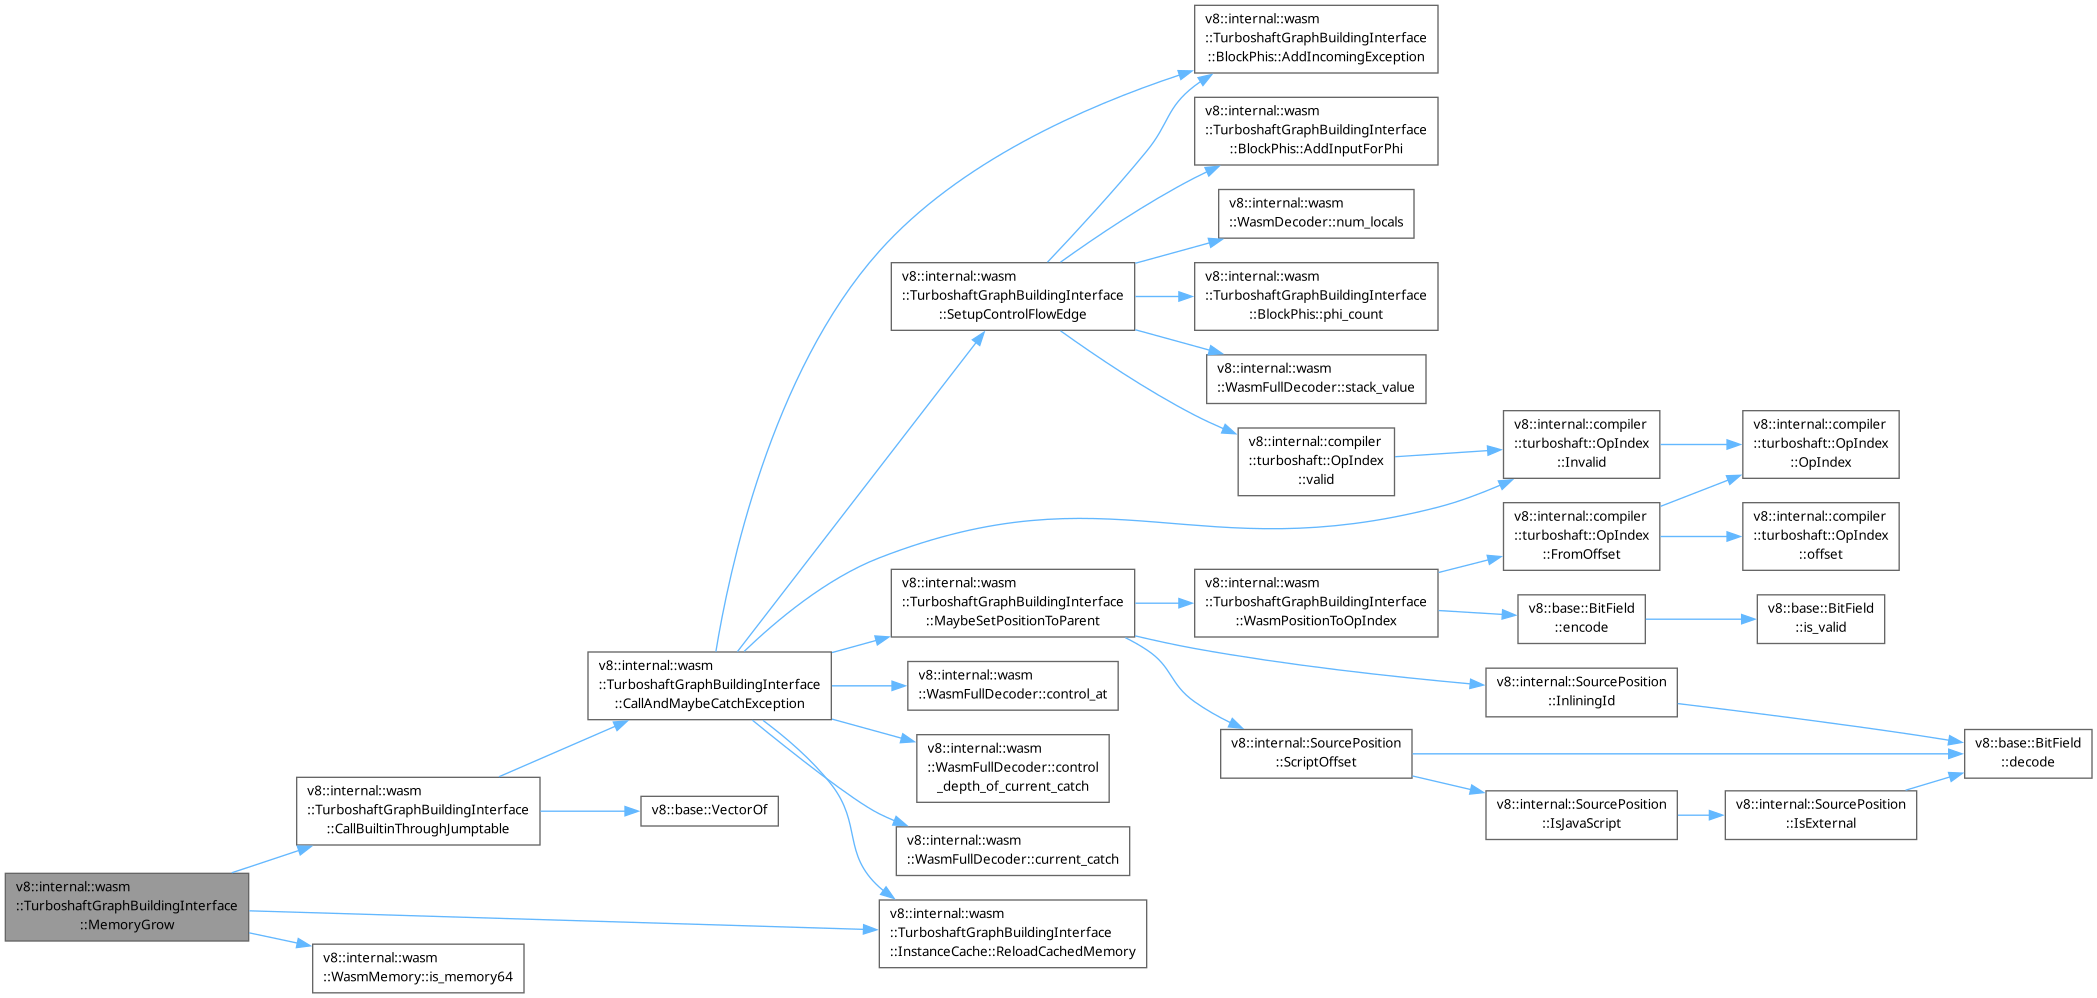 v8::internal::wasm
::TurboshaftGraphBuildingInterface
::MemoryGrow
v8::internal::wasm
::TurboshaftGraphBuildingInterface
::CallBuiltinThroughJumptable
v8::internal::wasm
::WasmMemory::is_memory64
v8::internal::wasm
::TurboshaftGraphBuildingInterface
::CallAndMaybeCatchException
v8::base::VectorOf
v8::internal::wasm
::TurboshaftGraphBuildingInterface
::SetupControlFlowEdge
v8::internal::wasm
::TurboshaftGraphBuildingInterface
::MaybeSetPositionToParent
v8::internal::wasm
::WasmFullDecoder::control_at
v8::internal::wasm
::WasmFullDecoder::control
_depth_of_current_catch
v8::internal::wasm
::WasmFullDecoder::current_catch
v8::internal::wasm
::TurboshaftGraphBuildingInterface
::InstanceCache::ReloadCachedMemory
v8::internal::wasm
::TurboshaftGraphBuildingInterface
::BlockPhis::AddIncomingException
v8::internal::wasm
::TurboshaftGraphBuildingInterface
::BlockPhis::AddInputForPhi
v8::internal::wasm
::WasmDecoder::num_locals
v8::internal::wasm
::TurboshaftGraphBuildingInterface
::BlockPhis::phi_count
v8::internal::wasm
::WasmFullDecoder::stack_value
v8::internal::compiler
::turboshaft::OpIndex
::valid
v8::internal::wasm
::TurboshaftGraphBuildingInterface
::WasmPositionToOpIndex
v8::internal::SourcePosition
::ScriptOffset
v8::internal::compiler
::turboshaft::OpIndex
::Invalid
v8::internal::compiler
::turboshaft::OpIndex
::FromOffset
v8::base::BitField
::encode
v8::internal::SourcePosition
::InliningId
v8::internal::SourcePosition
::IsJavaScript
v8::internal::compiler
::turboshaft::OpIndex
::OpIndex
v8::internal::compiler
::turboshaft::OpIndex
::offset
v8::base::BitField
::is_valid
v8::internal::SourcePosition
::IsExternal
v8::base::BitField
::decode